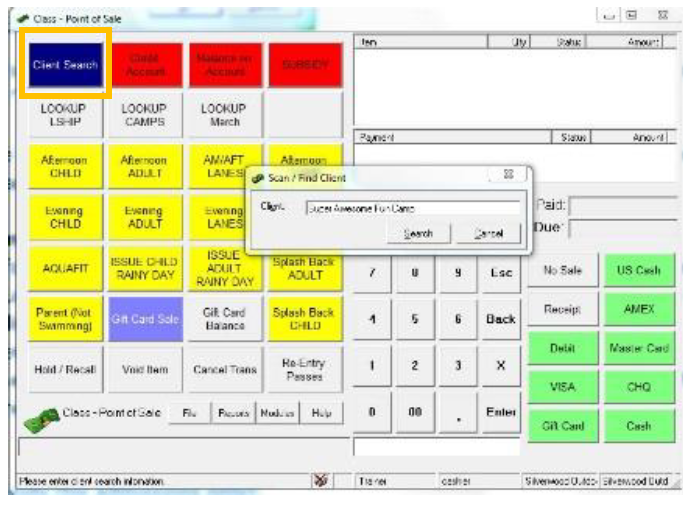 Class - Point of Sale
Item Qty Status Amount
Client Search
Credit Account
SUBSIDY
LOOKUP LSHIP
LOOKUP CAMPS
LOOKUP March
Payment Status Amount
Afternoon CHILD
Afternoon ADULT
AM/AFT LANES
Afternoon
Scan / Find Client
Client: Super Awesome Fun Camp
Search Cancel
Paid:
Due:
Evening CHILD
Evening ADULT
Evening LANES
AQUAFIT
ISSUE CHILD RAINY DAY
ISSUE ADULT RAINY DAY
Splash Back ADULT
7 8 9 Esc
No Sale
US Cash
Parent (Not Swimming)
Gift Card Sale
Gift Card Balance
Splash Back CHILD
4 5 6 Back
Receipt
AMEX
Hold / Recall
Void Item
Cancel Trans
Re-Entry Passes
1 2 3 X
Debit
Master Card
VISA
CHQ
Class - Point of Sale
File Reports Modules Help
0 00 . Enter
Gift Card
Cash
Please enter client search information.
Trainer
cashier
Silverwood Outdo
Silverwood Outd